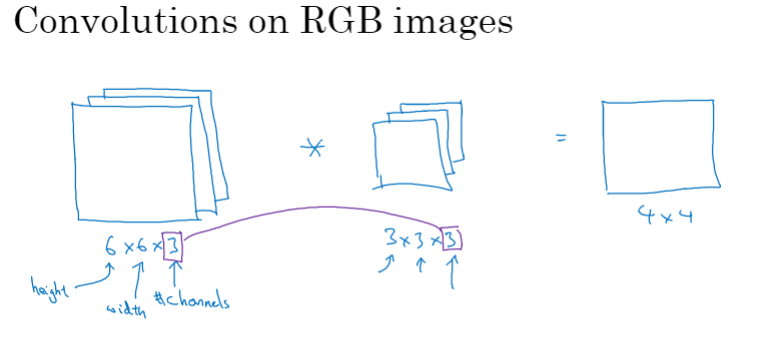 Convolutions on RGB images
* =
4 x 4
6 x 6 x 3 3 x 3 x 3
height
width
# channels